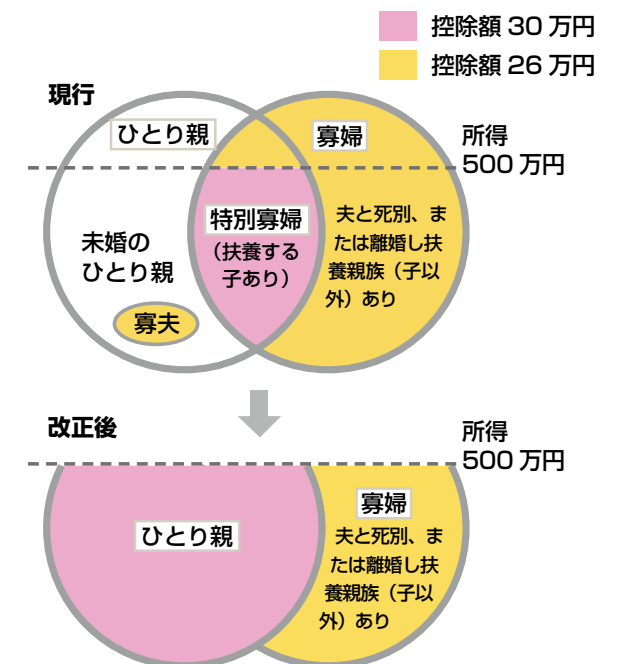 控除額 30 万円
控除額 26 万円
現行
ひとり親
寡婦
所得
500 万円
特別寡婦
（扶養する
子あり）
夫と死別、ま
たは離婚し扶
養親族（子以
外）あり
未婚の
ひとり親
寡夫
改正後
所得
500 万円
ひとり親
寡婦
夫と死別、ま
たは離婚し扶
養親族（子以
外）あり